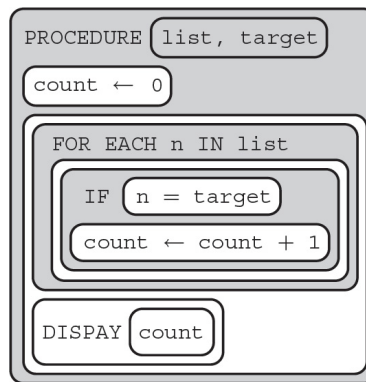 PROCEDURE list, target
count ← 0
FOR EACH n IN list
IF n = target
count ← count + 1
DISPAY count